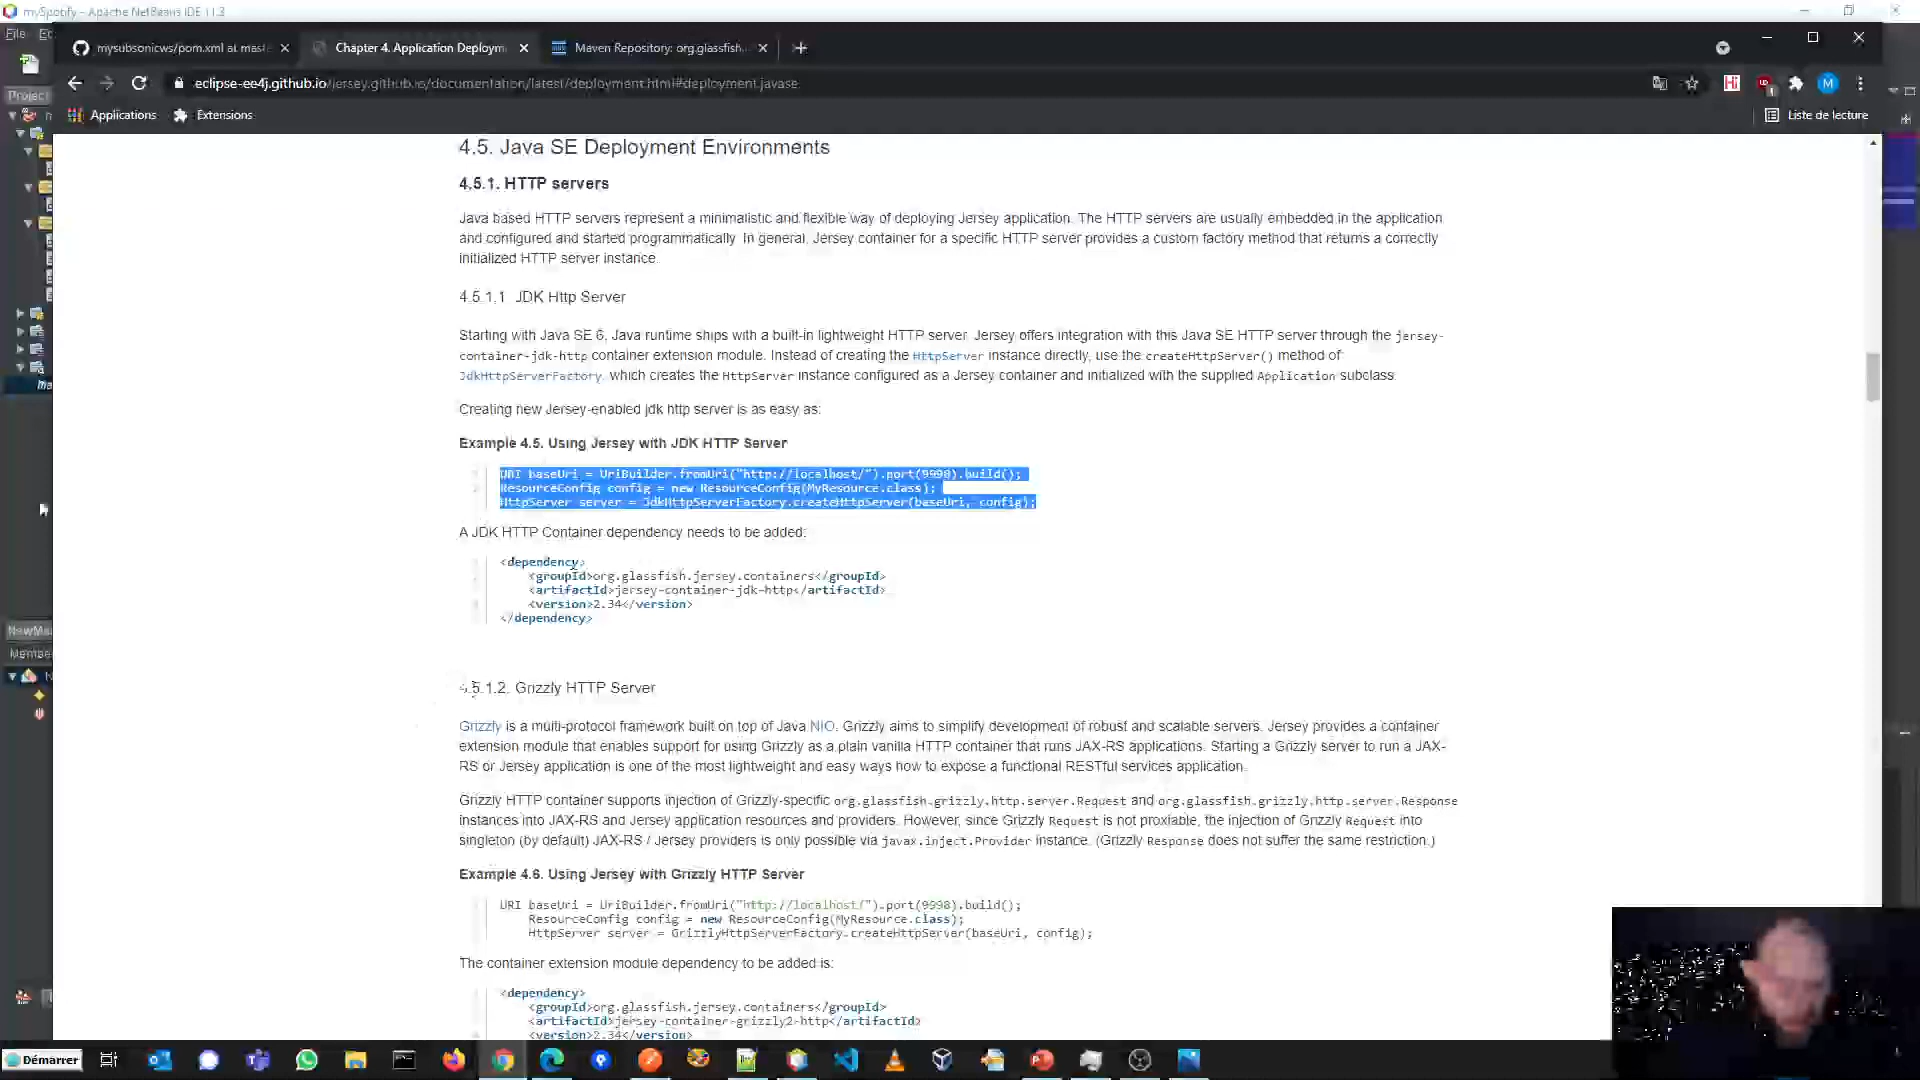 mySpotify - Apache NetBeans IDE 11.3
File
mysubsonicws/pom.xml at mast
Chapter 4. Application Deploym
Maven Repository: org.glassfish.
eclipse-ee4j.github.io/jersey.github.io/documentation/latest/deployment.html#deployment.javase
Applications
Extensions
Liste de lecture
Project
4.5. Java SE Deployment Environments
4.5.1. HTTP servers
Java based HTTP servers represent a minimalistic and flexible way of deploying Jersey application. The HTTP servers are usually embedded in the application
and configured and started programmatically. In general, Jersey container for a specific HTTP server provides a custom factory method that returns a correctly
initialized HTTP server instance.
4.5.1.1. JDK Http Server
Starting with Java SE 6, Java runtime ships with a built-in lightweight HTTP server. Jersey offers integration with this Java SE HTTP server through the jersey-
container-jdk-http container extension module. Instead of creating the HttpServer instance directly, use the createHttpServer() method of
JdkHttpServerFactory, which creates the HttpServer instance configured as a Jersey container and initialized with the supplied Application subclass.
Creating new Jersey-enabled jdk http server is as easy as:
Example 4.5. Using Jersey with JDK HTTP Server
URI baseUri = UriBuilder.fromUri("http://localhost/").port(9998).build();
ResourceConfig config = new ResourceConfig(MyResource.class);
HttpServer server = JdkHttpServerFactory.createHttpServer(baseUri, config);
A JDK HTTP Container dependency needs to be added:
<dependency>
<groupId>org.glassfish.jersey.containers</groupId>
<artifactId>jersey-container-jdk-http</artifactId>
<version>2.34</version>
</dependency>
NewMa
Membe
4.5.1.2. Grizzly HTTP Server
Grizzly is a multi-protocol framework built on top of Java NIO. Grizzly aims to simplify development of robust and scalable servers. Jersey provides a container
extension module that enables support for using Grizzly as a plain vanilla HTTP container that runs JAX-RS applications. Starting a Grizzly server to run a JAX-
RS or Jersey application is one of the most lightweight and easy ways how to expose a functional RESTful services application.
Grizzly HTTP container supports injection of Grizzly-specific org.glassfish.grizzly.http.server.Request and org.glassfish.grizzly.http.server.Response
instances into JAX-RS and Jersey application resources and providers. However, since Grizzly Request is not proxiable, the injection of Grizzly Request into
singleton (by default) JAX-RS / Jersey providers is only possible via javax.inject.Provider instance. (Grizzly Response does not suffer the same restriction.)
Example 4.6. Using Jersey with Grizzly HTTP Server
URI baseUri = UriBuilder.fromUri("http://localhost/").port(9998).build();
ResourceConfig config = new ResourceConfig(MyResource.class);
HttpServer server = GrizzlyHttpServerFactory.createHttpServer(baseUri, config);
The container extension module dependency to be added is:
<dependency>
<groupId>org.glassfish.jersey.containers</groupId>
<artifactId>jersey-container-grizzly2-http</artifactId>
<version>2.34</version>
Démarrer